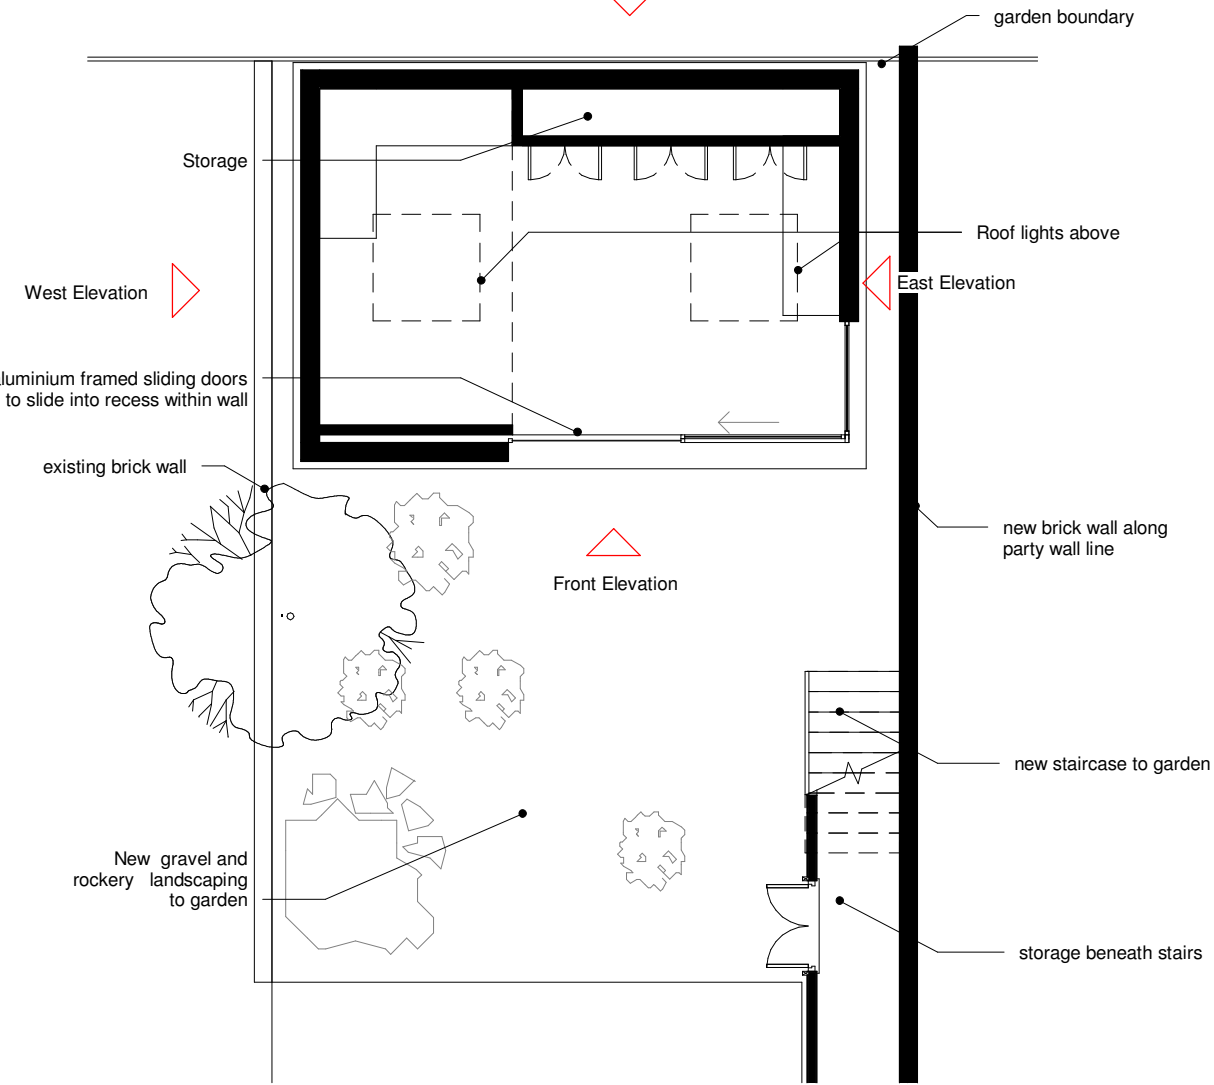 garden boundary
Storage
Roof lights above
West Elevation
East Elevation
luminium framed sliding doors
to slide into recess within wall
existing brick wall
new brick wall along
party wall line
Front Elevation
new staircase to garden
New gravel and
rockery landscaping
to garden
storage beneath stairs